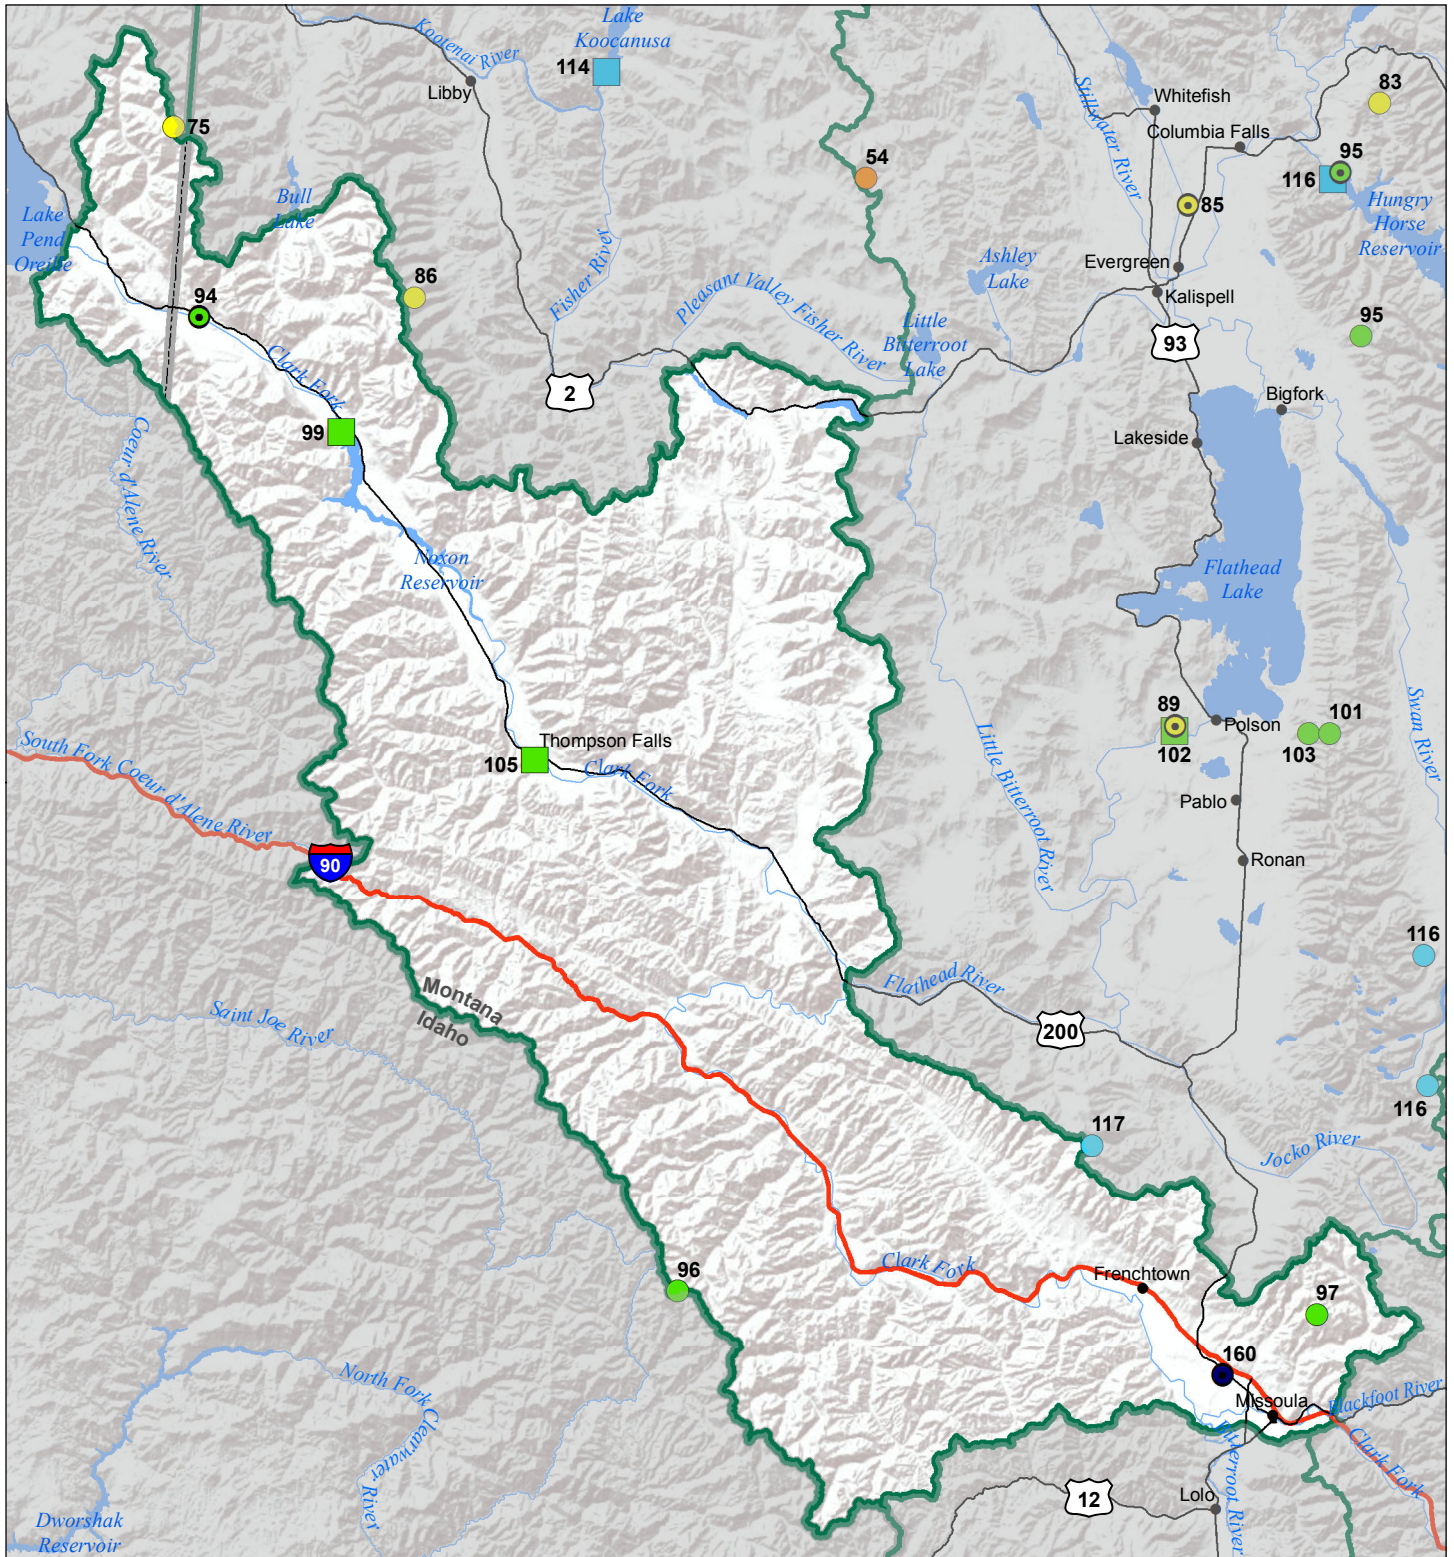 Lake
Koocanusa
Kootenai River
114
Libby
83
Whitefish
Stillwater River
Columbia Falls
75
54
95
116
Hungry
Horse
Reservoir
Bull
Lake
85
Lake
Pend
Oreille
Fisher River
Ashley
Lake
Evergreen
86
Pleasant Valley Fisher River
Kalispell
94
Little
Bitterroot
Lake
95
93
Clark Fork
2
Bigfork
99
Lakeside
Coeur d'Alene River
Noxon
Reservoir
Flathead
Lake
Swan River
89
101
Polson
102
103
Thompson Falls
105
Clark Fork
Little Bitterroot River
South Fork Coeur d'Alene River
Pablo
90
Ronan
116
Montana
Idaho
Flathead River
Saint Joe River
200
116
117
Jocko River
Clark Fork
Frenchtown
96
97
160
North Fork Clearwater
River
Missoula
Blackfoot River
Bitterroot River
Clark Fork
12
Lolo
Dworshak
Reservoir